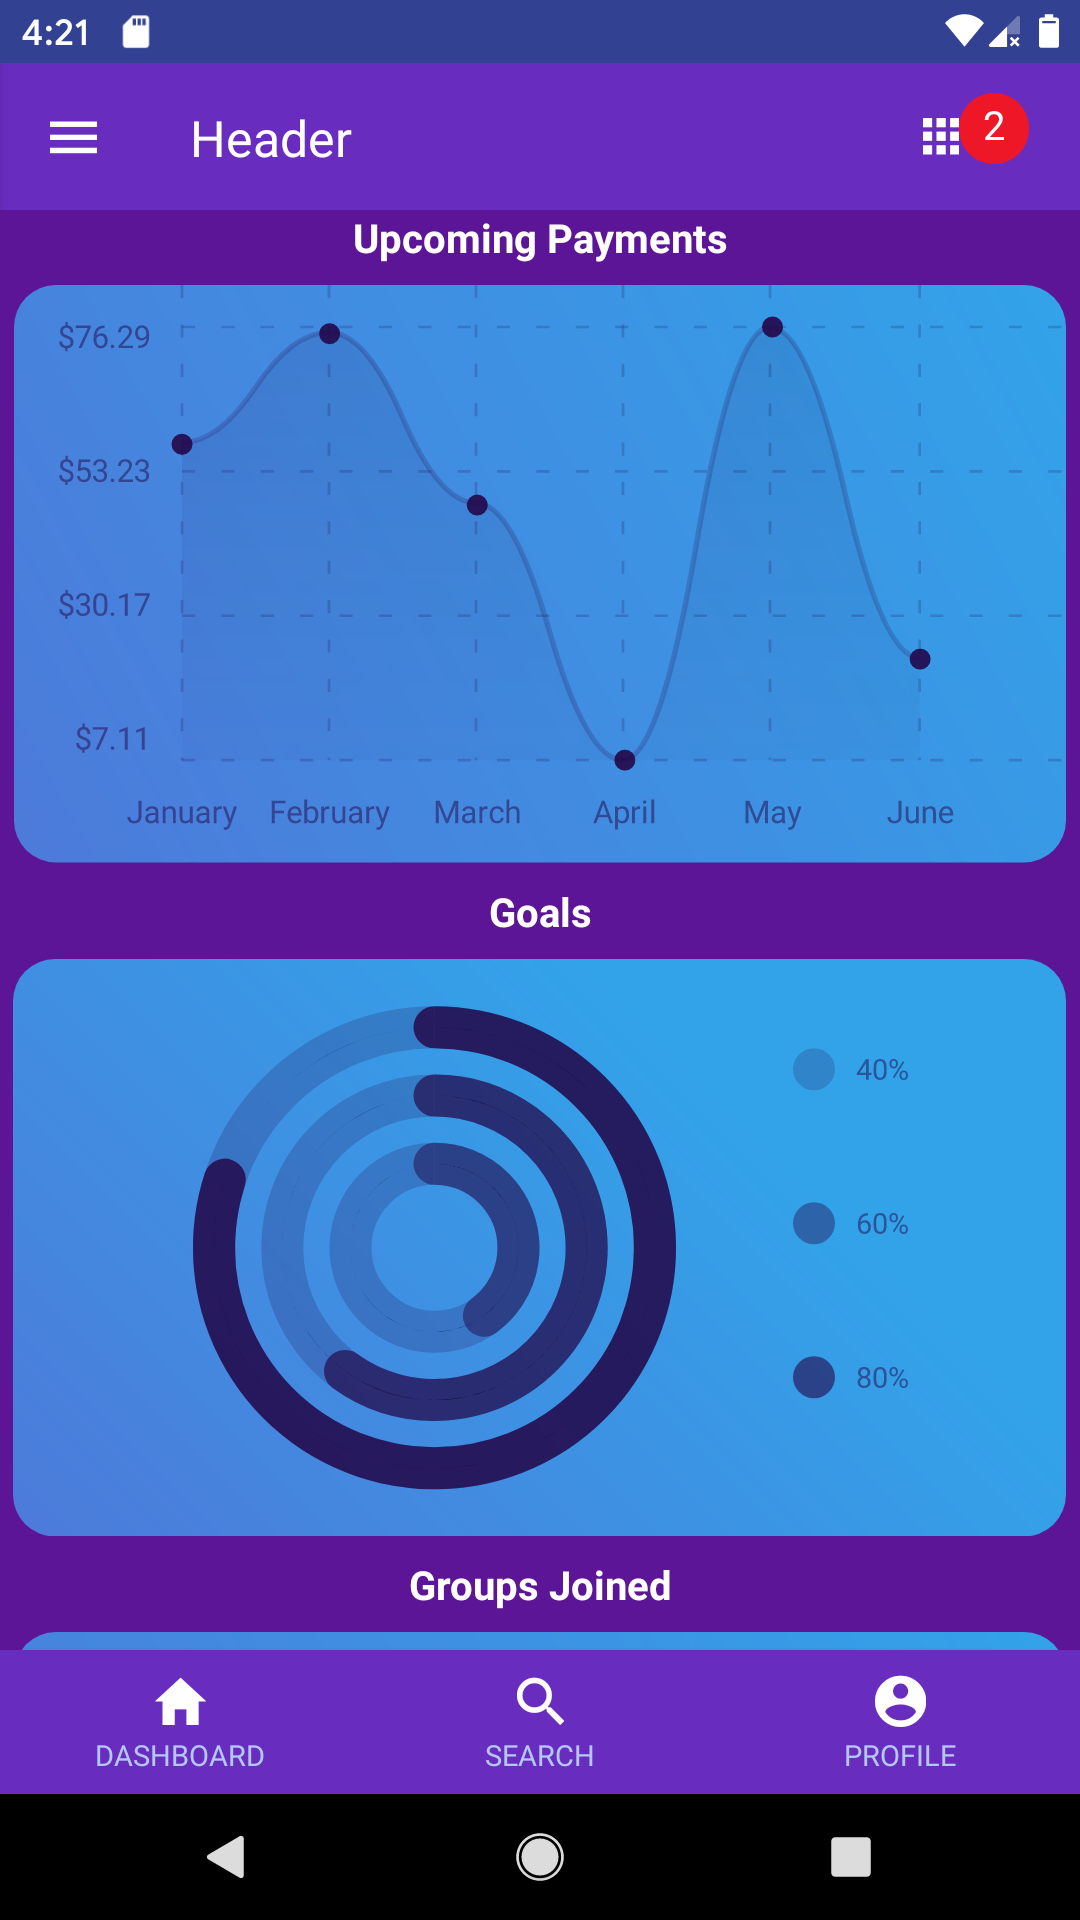 4:21
Header
2
Upcoming Payments
$76.29
$53.23
$30.17
$7.11
January February March April May June
Goals
40%
60%
80%
Groups Joined
DASHBOARD SEARCH PROFILE